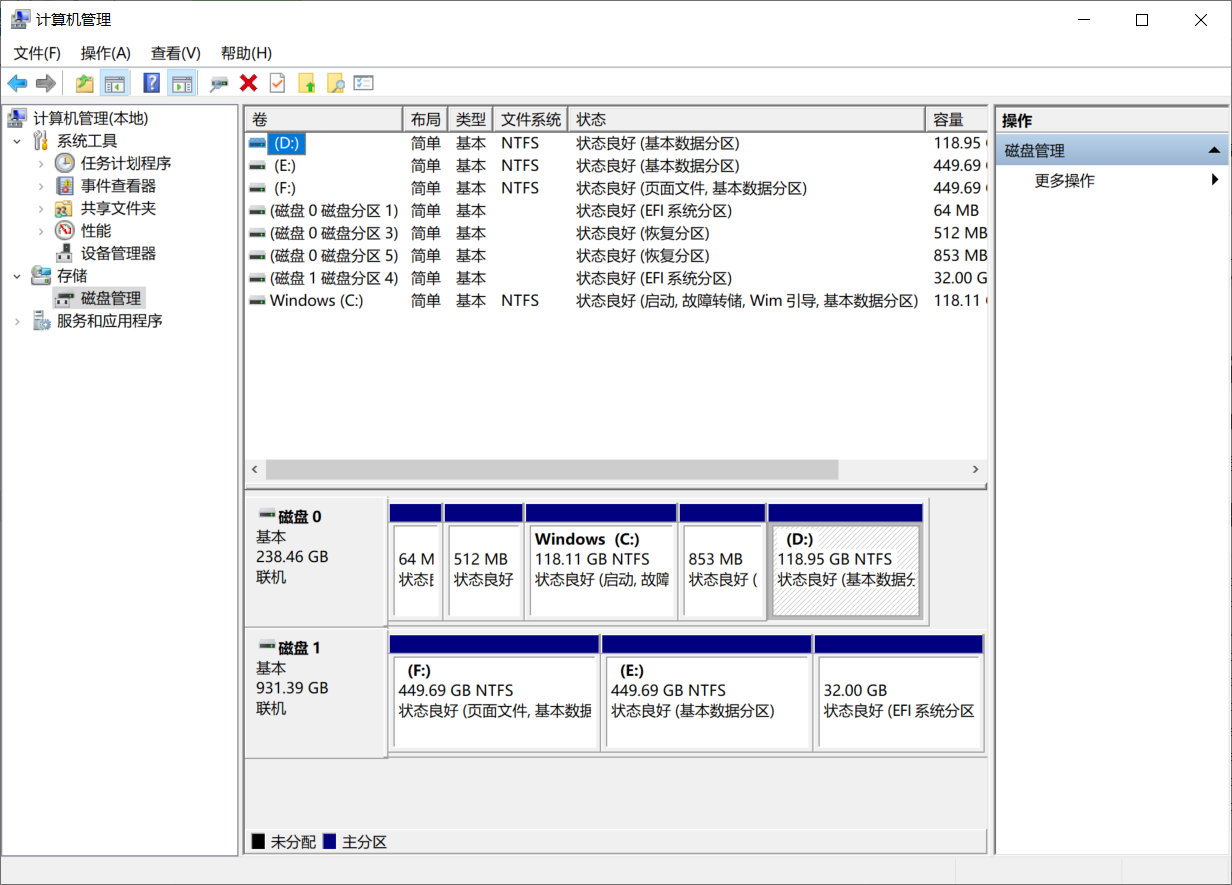 计算机管理
文件(F) 操作(A) 查看(V) 帮助(H)
计算机管理(本地)
系统工具
任务计划程序
事件查看器
共享文件夹
性能
设备管理器
存储
磁盘管理
服务和应用程序
卷 布局 类型 文件系统 状态 容量
(D:) 简单 基本 NTFS 状态良好 (基本数据分区) 118.95
(E:) 简单 基本 NTFS 状态良好 (基本数据分区) 449.69
(F:) 简单 基本 NTFS 状态良好 (页面文件, 基本数据分区) 449.69
(磁盘 0 磁盘分区 1) 简单 基本 状态良好 (EFI 系统分区) 64 MB
(磁盘 0 磁盘分区 3) 简单 基本 状态良好 (恢复分区) 512 MB
(磁盘 0 磁盘分区 5) 简单 基本 状态良好 (恢复分区) 853 MB
(磁盘 1 磁盘分区 4) 简单 基本 状态良好 (EFI 系统分区) 32.00 G
Windows (C:) 简单 基本 NTFS 状态良好 (启动, 故障转储, Wim 引导, 基本数据分区) 118.11
磁盘 0
基本
238.46 GB
联机
64 M
状态
512 MB
状态良好
Windows (C:)
118.11 GB NTFS
状态良好 (启动, 故障
853 MB
状态良好 (
(D:)
118.95 GB NTFS
状态良好 (基本数据分
磁盘 1
基本
931.39 GB
联机
(F:)
449.69 GB NTFS
状态良好 (页面文件, 基本数据
(E:)
449.69 GB NTFS
状态良好 (基本数据分区)
32.00 GB
状态良好 (EFI 系统分区
未分配 主分区
操作
磁盘管理
更多操作